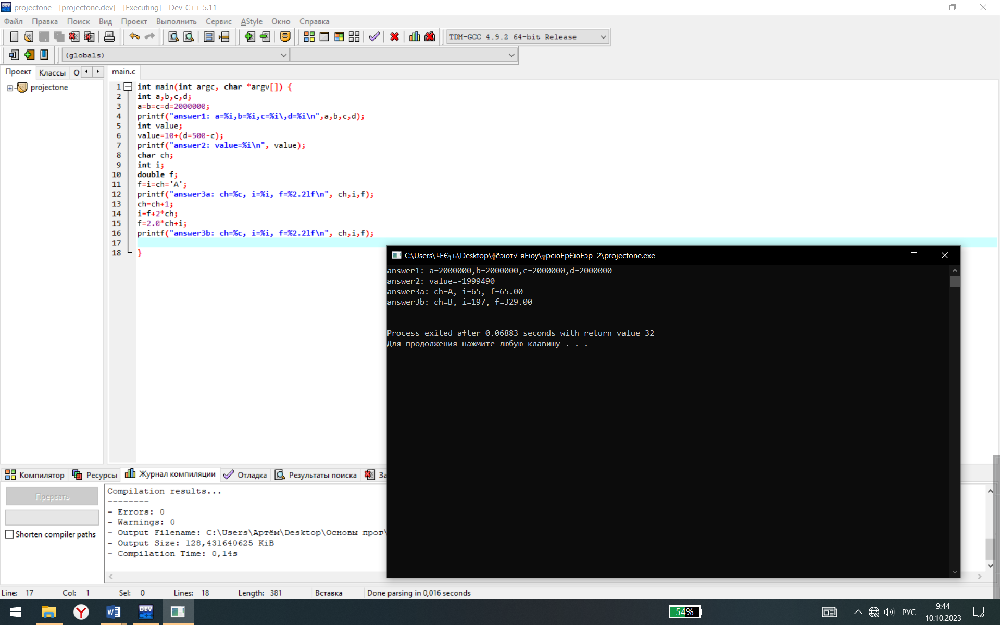 projectone - [projectone.dev] - [Executing] - Dev-C++ 5.11
Файл Правка Поиск Вид Проект Выполнить Сервис AStyle Окно Справка
TDM-GCC 4.9.2 64-bit Release
(globals)
Проект Классы О
main.c
projectone
1 int main(int argc, char *argv[]) {
2 int a,b,c,d;
3 a=b=c=d=2000000;
4 printf("answer1: a=%i,b=%i,c=%i\,d=%i\n",a,b,c,d);
5 int value;
6 value=10+(d=500-c);
7 printf("answer2: value=%i\n", value);
8 char ch;
9 int i;
10 double f;
11 f=i=ch='A';
12 printf("answer3a: ch=%c, i=%i, f=%2.2lf\n", ch,i,f);
13 ch=ch+1;
14 i=f+2*ch;
15 f=2.0*ch+i;
16 printf("answer3b: ch=%c, i=%i, f=%2.2lf\n", ch,i,f);
17
18 }
C:\Users\└ЁЄ╕ь\Desktop\╬ёэют√ яЁюу\╦рсюЁрЄюЁэр  2\projectone.exe
answer1: a=2000000,b=2000000,c=2000000,d=2000000
answer2: value=-1999490
answer3a: ch=A, i=65, f=65.00
answer3b: ch=B, i=197, f=329.00
--------------------------------
Process exited after 0.06883 seconds with return value 32
Для продолжения нажмите любую клавишу . . .
Компилятор Ресурсы Журнал компиляции Отладка Результаты поиска За
Прервать
Shorten compiler paths
Compilation results...
--------
- Errors: 0
- Warnings: 0
- Output Filename: C:\Users\Артём\Desktop\Основы прог\
- Output Size: 128,431640625 KiB
- Compilation Time: 0,14s
Line: 17 Col: 1 Sel: 0 Lines: 18 Length: 381 Вставка Done parsing in 0,016 seconds
DEV
54%
РУС
9:44
10.10.2023